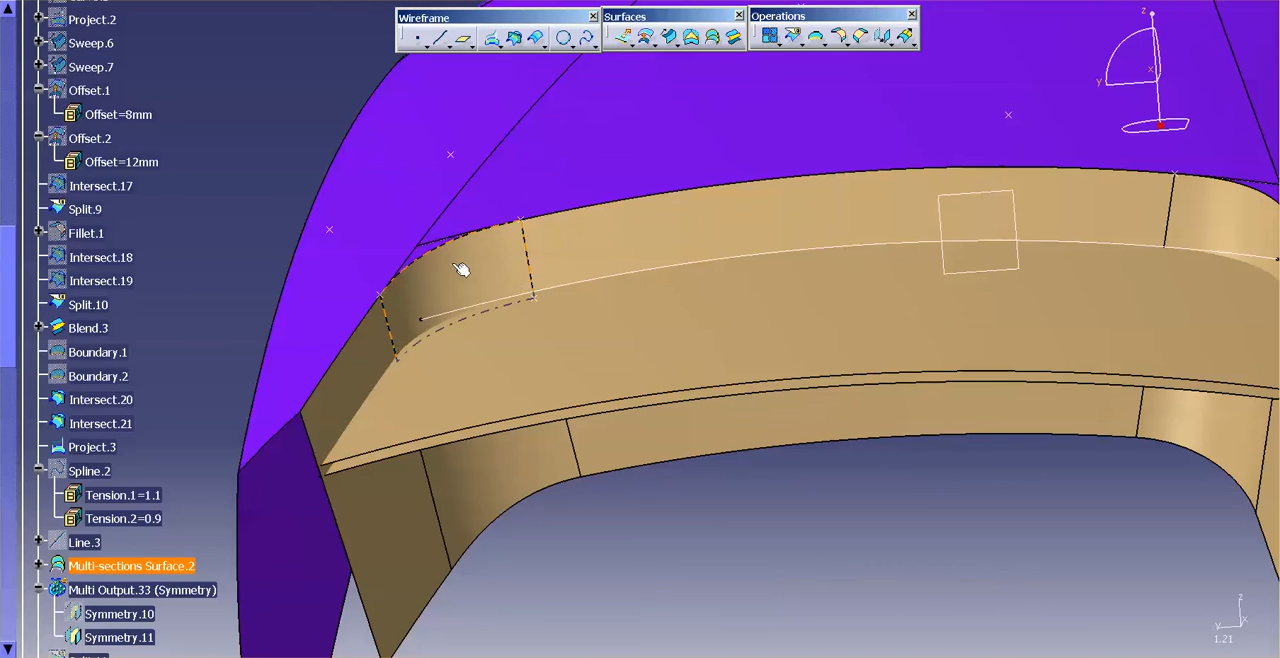 Wireframe
Surfaces
Operations
Project.2
Sweep.6
Sweep.7
Offset.1
Offset=8mm
Offset.2
Offset=12mm
Intersect.17
Split.9
Fillet.1
Intersect.18
Intersect.19
Split.10
Blend.3
Boundary.1
Boundary.2
Intersect.20
Intersect.21
Project.3
Spline.2
Tension.1=1.1
Tension.2=0.9
Line.3
Multi-sections Surface.2
Multi Output.33 (Symmetry)
Symmetry.10
Symmetry.11
z
x
y
z
y
x
1.21